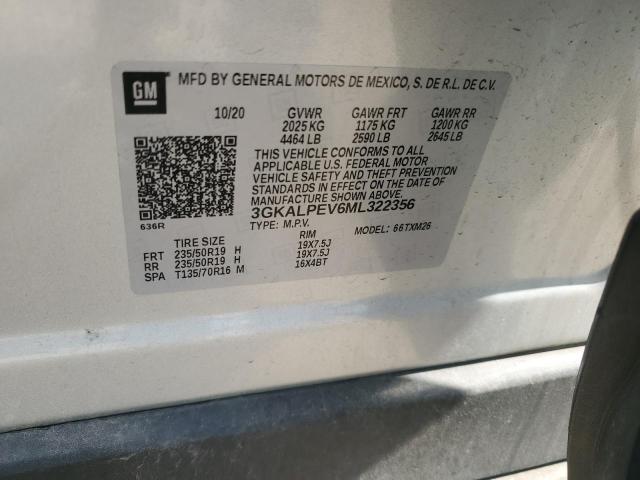 GM
MFD BY GENERAL MOTORS DE MEXICO, S. DE R.L. DE C.V.
10/20 GVWR GAWR FRT GAWR RR
2025 KG 1175 KG 1200 KG
4464 LB 2590 LB 2645 LB
THIS VEHICLE CONFORMS TO ALL
APPLICABLE U.S. FEDERAL MOTOR
VEHICLE SAFETY AND THEFT PREVENTION
STANDARDS IN EFFECT ON THE DATE OF
MANUFACTURE SHOWN ABOVE.
3GKALPEV6ML322356
636R
TYPE: M.P.V. MODEL: 66TXM26
TIRE SIZE RIM
FRT 235/50R19 H 19X7.5J
RR 235/50R19 H 19X7.5J
SPA T135/70R16 M 16X4BT